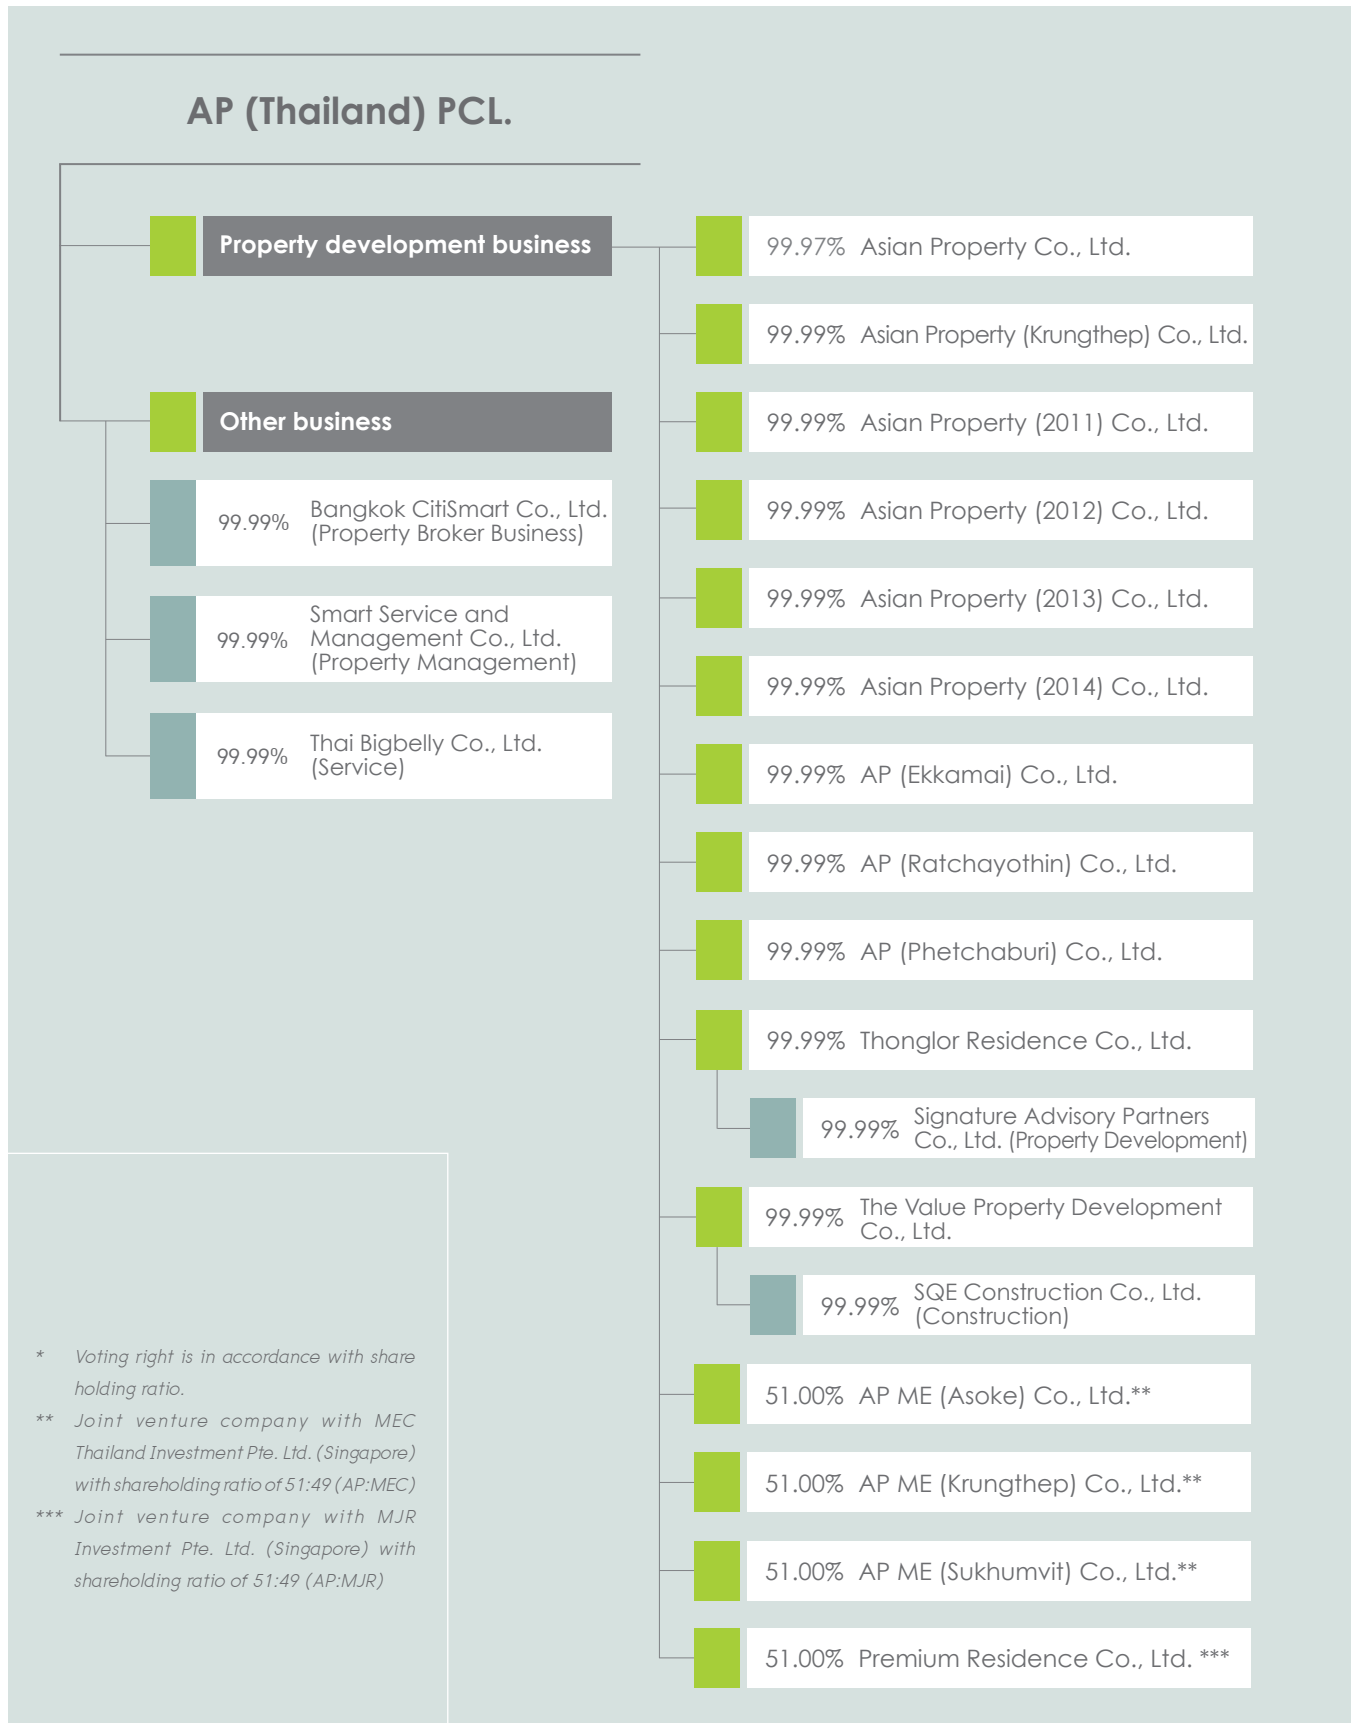 AP (Thailand) PCL.
Property development business
Other business
99.99% Bangkok CitiSmart Co., Ltd.
(Property Broker Business)
99.99% Smart Service and
Management Co., Ltd.
(Property Management)
99.99% Thai Bigbelly Co., Ltd.
(Service)
99.97% Asian Property Co., Ltd.
99.99% Asian Property (Krungthep) Co., Ltd.
99.99% Asian Property (2011) Co., Ltd.
99.99% Asian Property (2012) Co., Ltd.
99.99% Asian Property (2013) Co., Ltd.
99.99% Asian Property (2014) Co., Ltd.
99.99% AP (Ekkamai) Co., Ltd.
99.99% AP (Ratchayothin) Co., Ltd.
99.99% AP (Phetchaburi) Co., Ltd.
99.99% Thonglor Residence Co., Ltd.
99.99% Signature Advisory Partners
Co., Ltd. (Property Development)
99.99% The Value Property Development
Co., Ltd.
99.99% SQE Construction Co., Ltd.
(Construction)
51.00% AP ME (Asoke) Co., Ltd.**
51.00% AP ME (Krungthep) Co., Ltd.**
51.00% AP ME (Sukhumvit) Co., Ltd.**
51.00% Premium Residence Co., Ltd. ***
* Voting right is in accordance with share
holding ratio.
** Joint venture company with MEC
Thailand Investment Pte. Ltd. (Singapore)
with shareholding ratio of 51:49 (AP:MEC)
*** Joint venture company with MJR
Investment Pte. Ltd. (Singapore) with
shareholding ratio of 51:49 (AP:MJR)